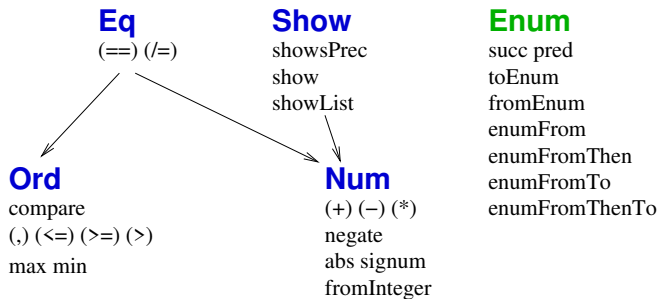 Eq
(==) (/=)
Show
showsPrec
show
showList
Enum
succ pred
toEnum
fromEnum
enumFrom
enumFromThen
enumFromTo
enumFromThenTo
Ord
compare
(,) (<=) (>=) (>)
max min
Num
(+) (−) (*)
negate
abs signum
fromInteger